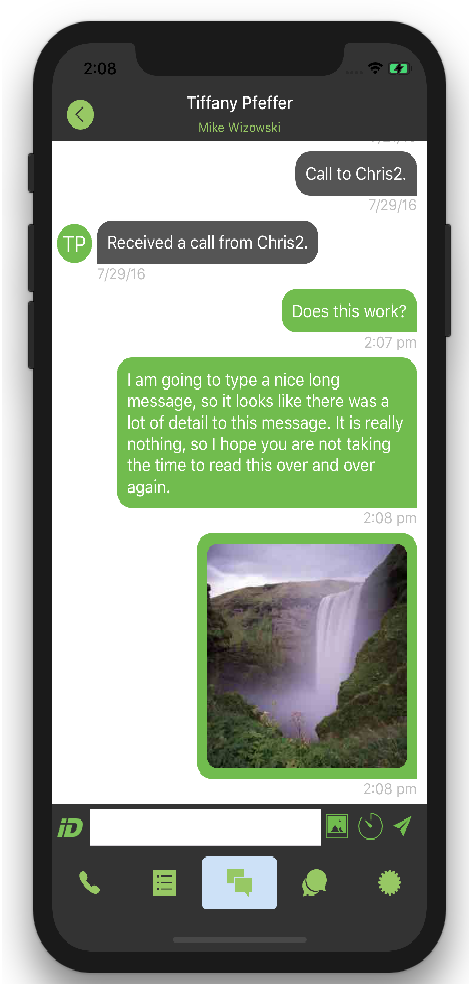 2:08
Tiffany Pfeffer
Mike Wizowski
Call to Chris2.
7/29/16
TP
Received a call from Chris2.
7/29/16
Does this work?
2:07 pm
I am going to type a nice long
message, so it looks like there was a
lot of detail to this message. It is really
nothing, so I hope you are not taking
the time to read this over and over
again.
2:08 pm
2:08 pm
iD